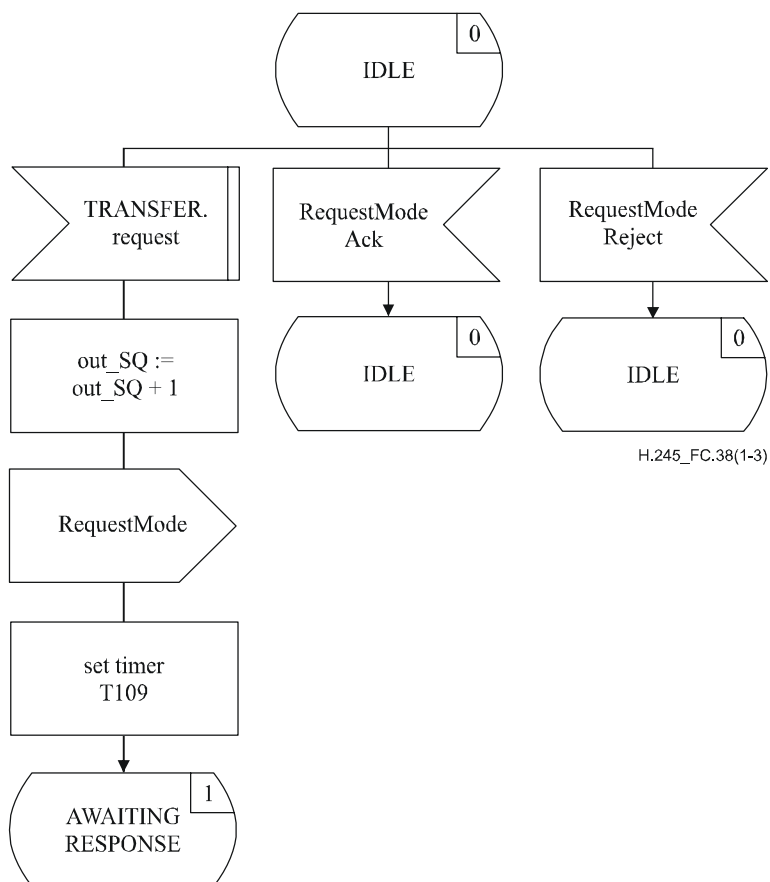 0
IDLE
TRANSFER.
request
RequestMode
Ack
RequestMode
Reject
out_SQ :=
out_SQ + 1
0
IDLE
0
IDLE
H.245_FC.38(1-3)
RequestMode
set timer
T109
1
AWAITING
RESPONSE